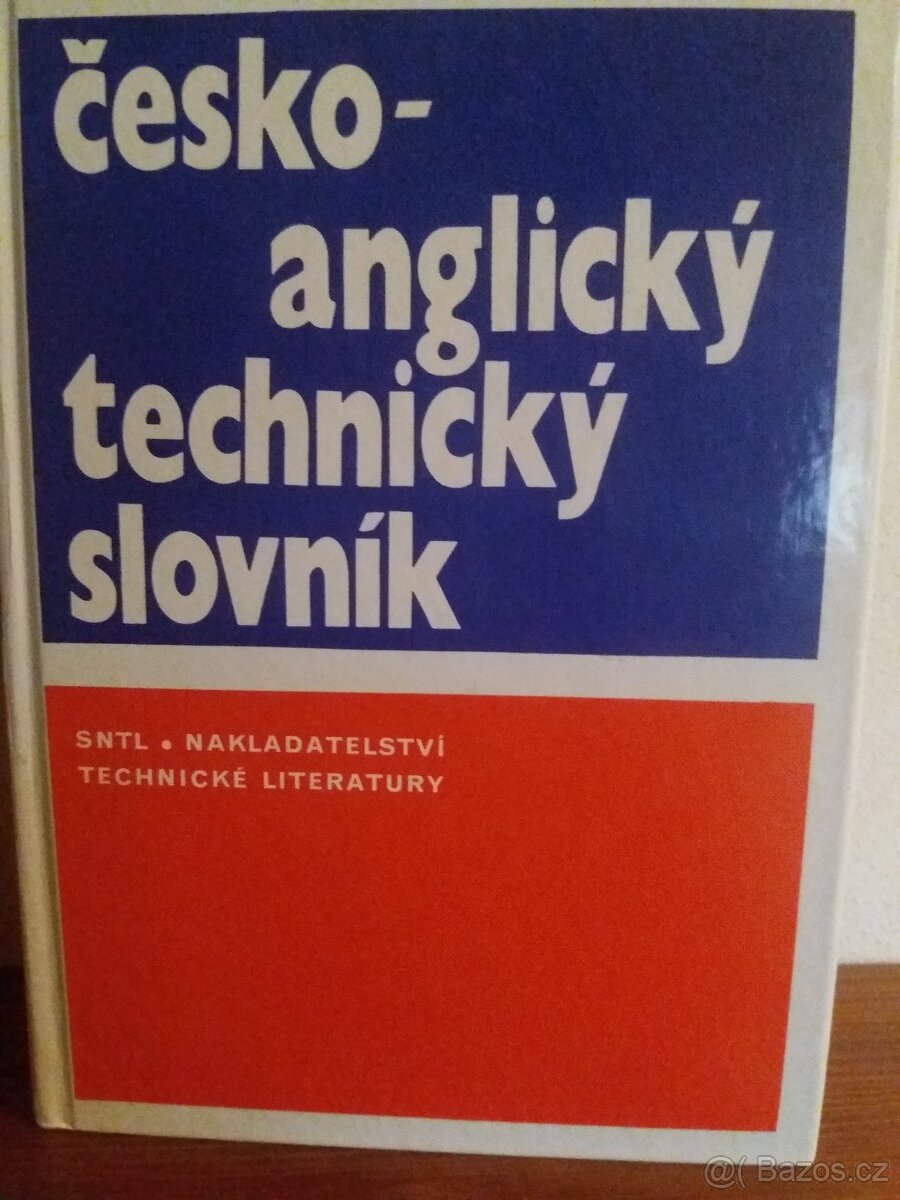 česko-
anglický
technický
slovník
SNTL • NAKLADATELSTVÍ
TECHNICKÉ LITERATURY
@( Bazos.cz